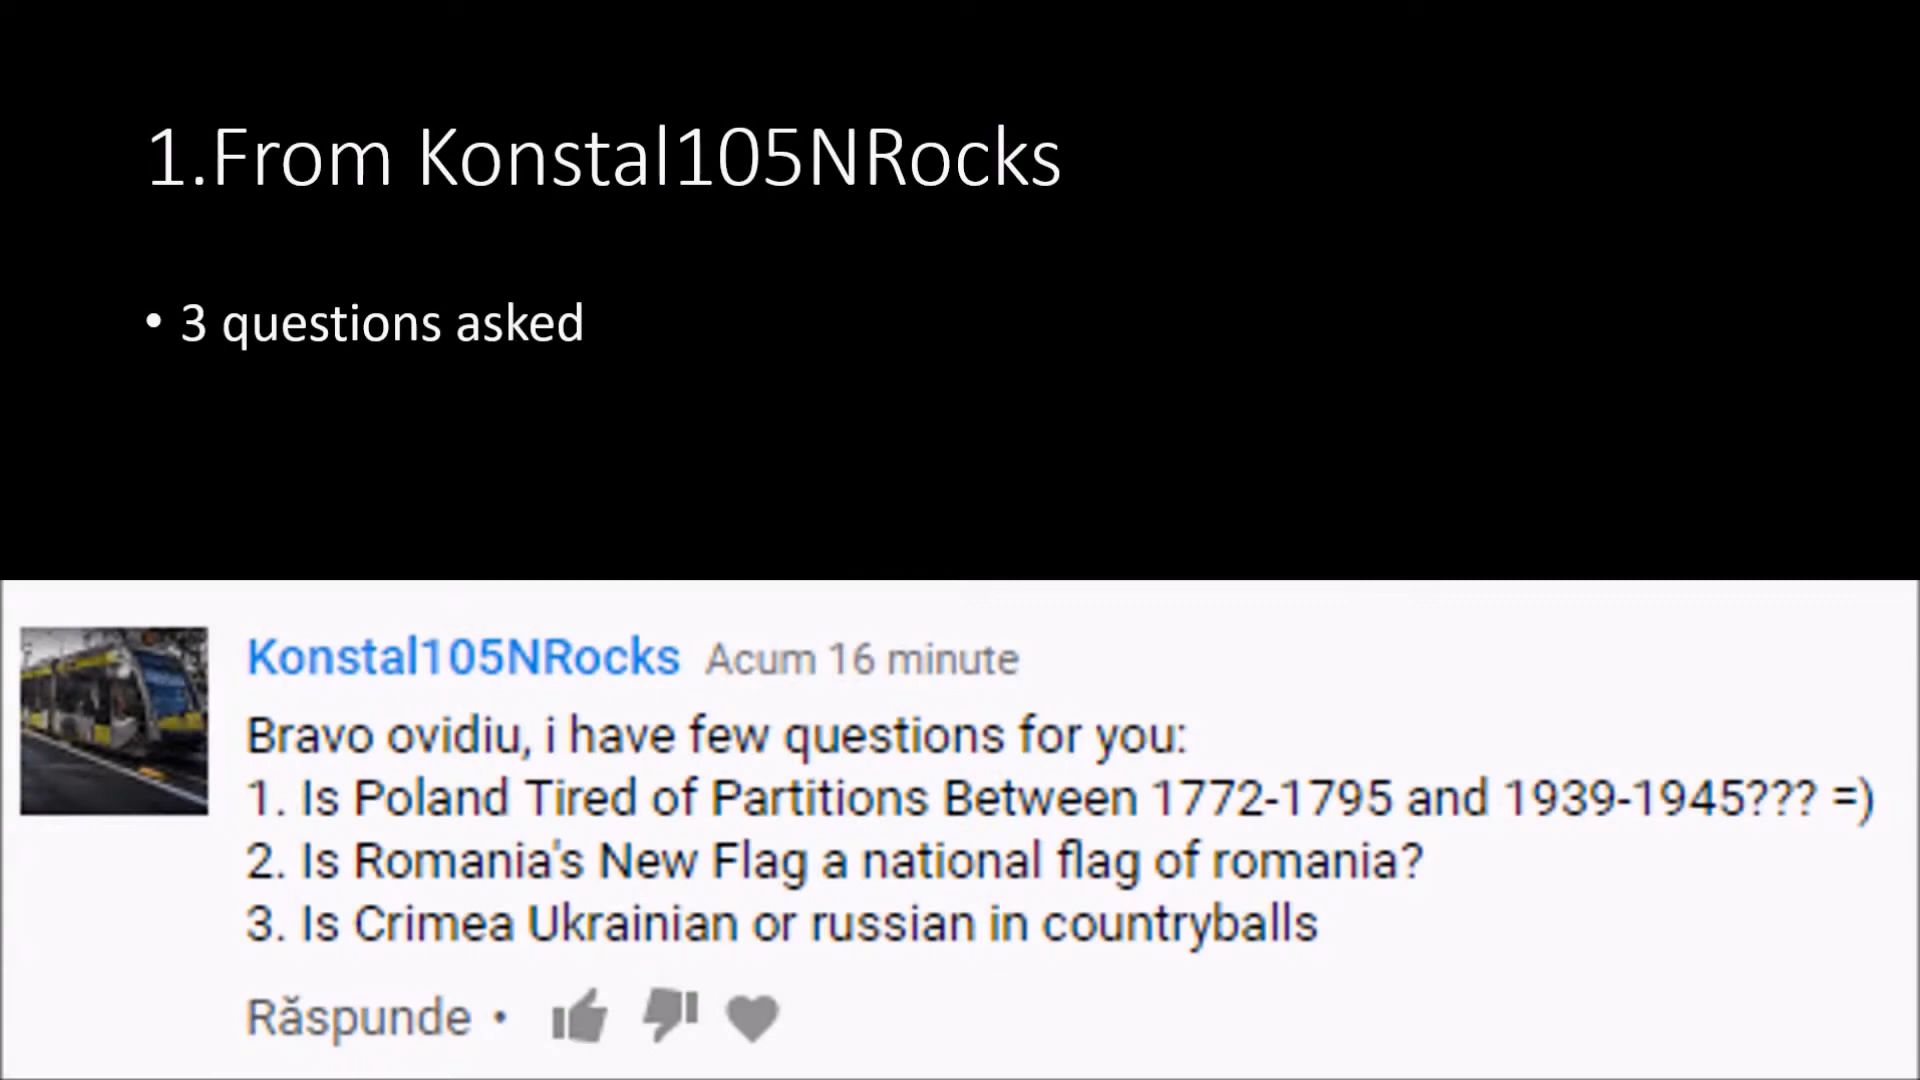 1.From Konstal105NRocks
• 3 questions asked
Konstal105NRocks Acum 16 minute
Bravo ovidiu, i have few questions for you:
1. Is Poland Tired of Partitions Between 1772-1795 and 1939-1945??? =)
2. Is Romania's New Flag a national flag of romania?
3. Is Crimea Ukrainian or russian in countryballs
Răspunde •